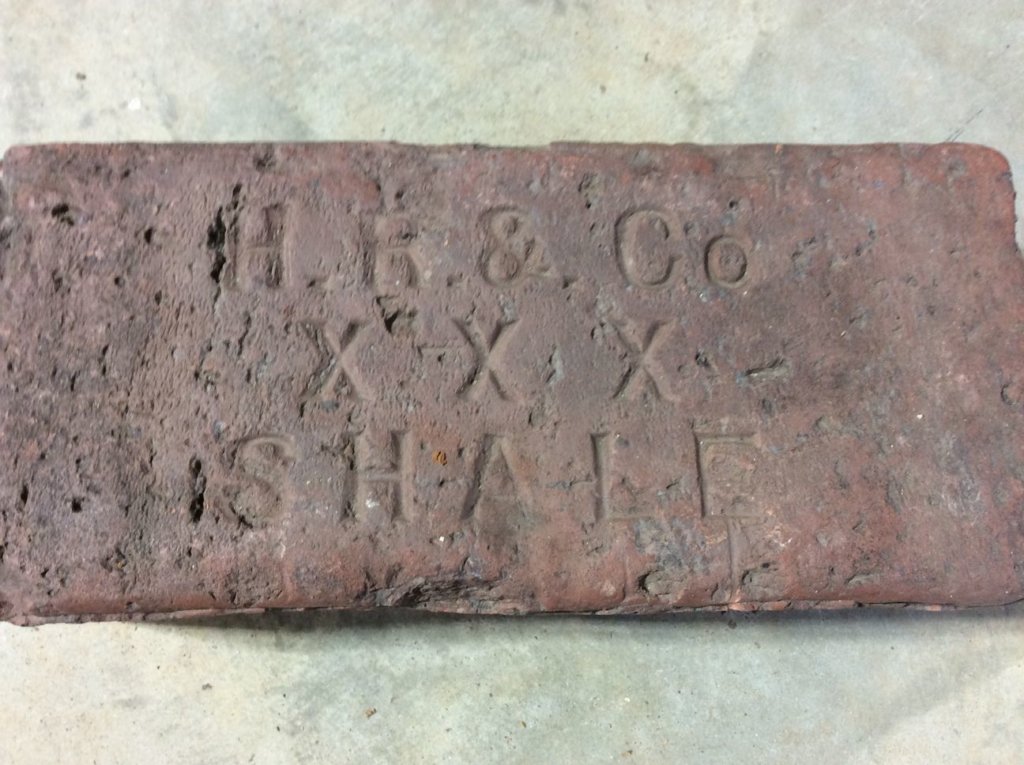 H. R. & Co
X X X
SHALE